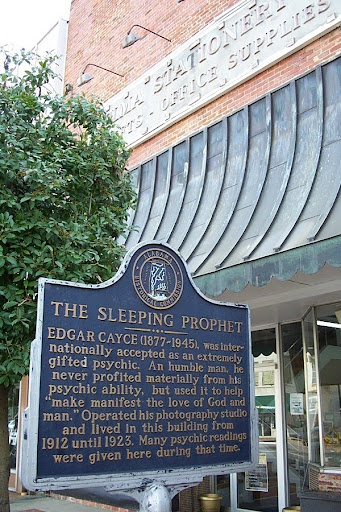 MA STATIONERY
TS · OFFICE SUPPLIES
ALABAMA
HISTORICAL ASSOCIATION
THE SLEEPING PROPHET
EDGAR CAYCE (1877-1945), was inter-
nationally accepted as an extremely
gifted psychic. An humble man, he
never profited materially from his
psychic ability, but used it to help
"make manifest the love of God and
man." Operated his photography studio
and lived in this building from
1912 until 1923. Many psychic readings
were given here during that time.